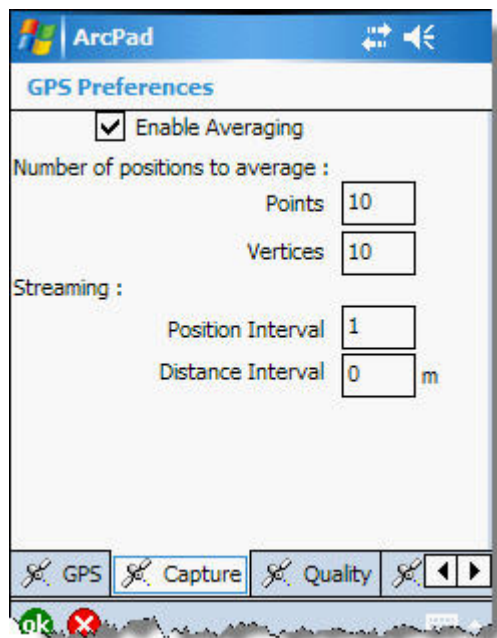 ArcPad
GPS Preferences
Enable Averaging
Number of positions to average :
Points 10
Vertices 10
Streaming :
Position Interval 1
Distance Interval 0 m
GPS Capture Quality
ok